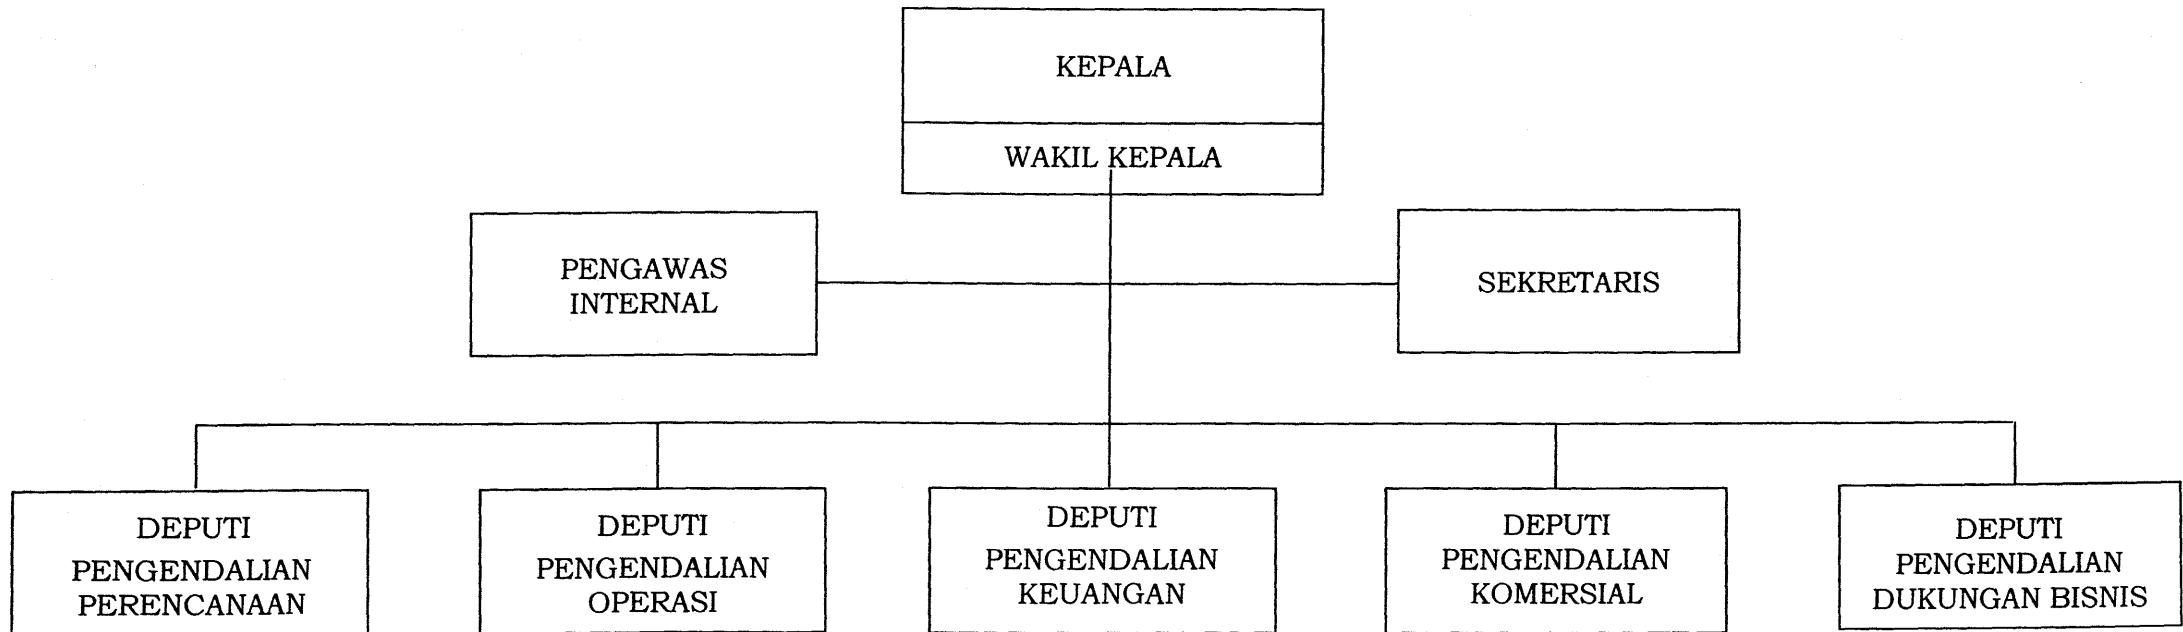 KEPALA
WAKIL KEPALA
PENGAWAS
INTERNAL
SEKRETARIS
DEPUTI
PENGENDALIAN
PERENCANAAN
DEPUTI
PENGENDALIAN
OPERASI
DEPUTI
PENGENDALIAN
KEUANGAN
DEPUTI
PENGENDALIAN
KOMERSIAL
DEPUTI
PENGENDALIAN
DUKUNGAN BISNIS